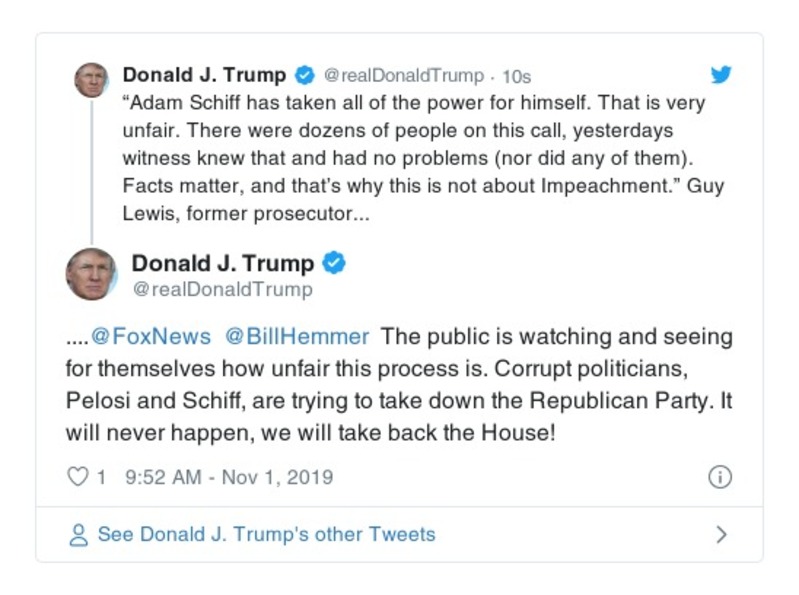 Donald J. Trump @realDonaldTrump · 10s
“Adam Schiff has taken all of the power for himself. That is very
unfair. There were dozens of people on this call, yesterdays
witness knew that and had no problems (nor did any of them).
Facts matter, and that’s why this is not about Impeachment.” Guy
Lewis, former prosecutor...
Donald J. Trump
@realDonaldTrump
....@FoxNews @BillHemmer The public is watching and seeing
for themselves how unfair this process is. Corrupt politicians,
Pelosi and Schiff, are trying to take down the Republican Party. It
will never happen, we will take back the House!
1 9:52 AM - Nov 1, 2019
See Donald J. Trump's other Tweets